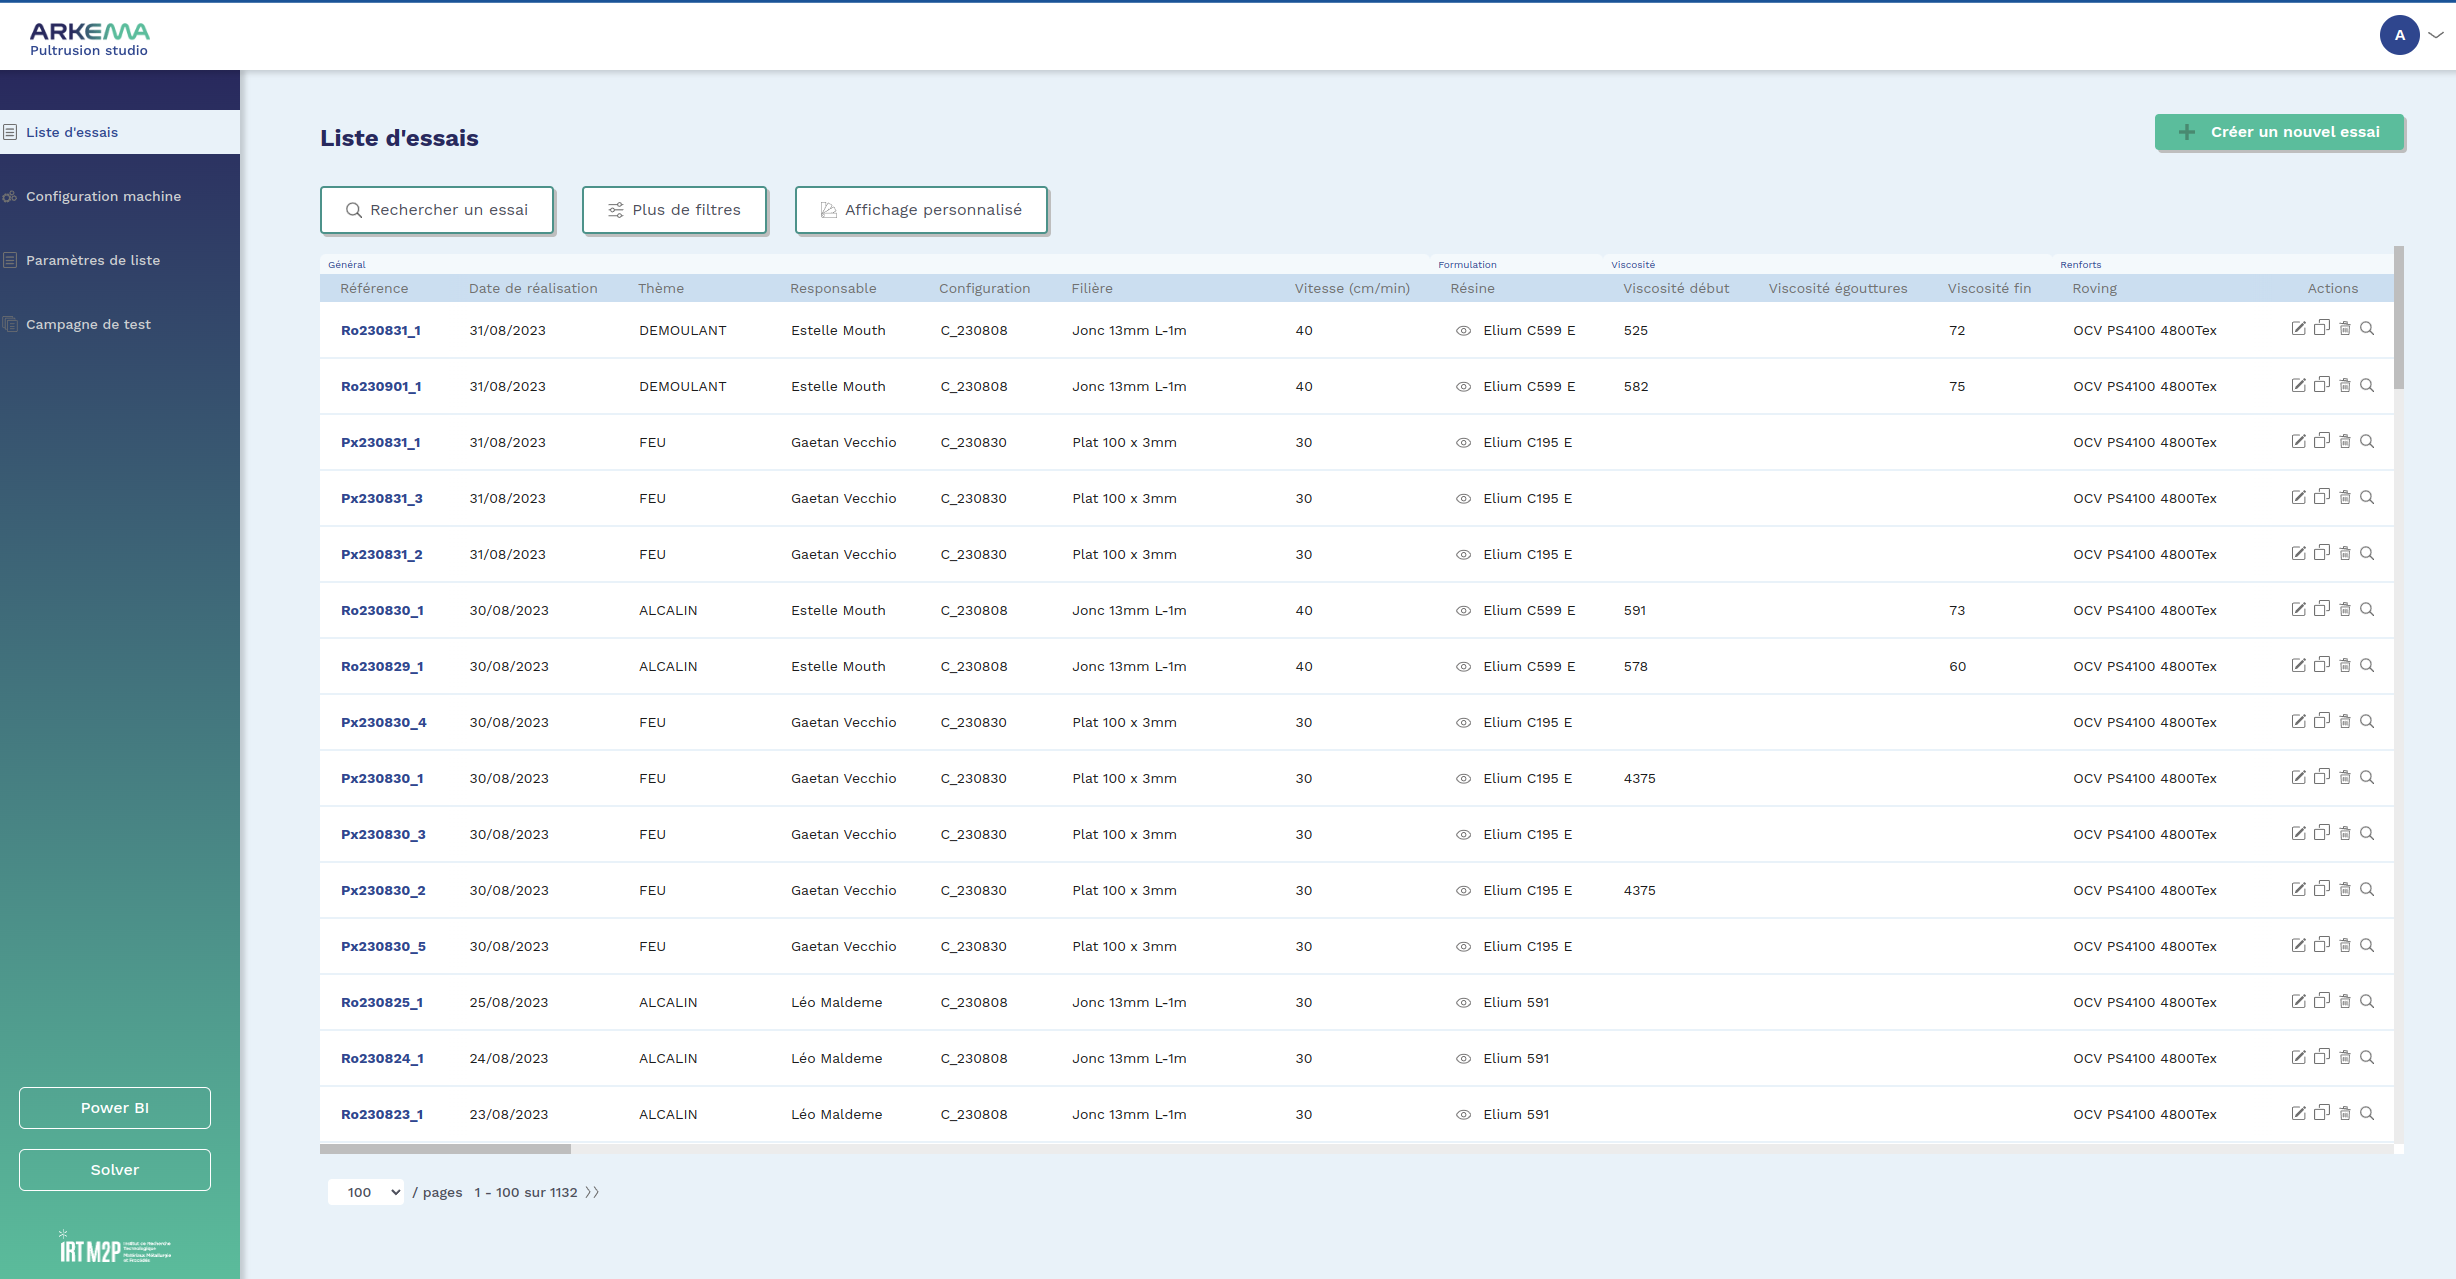 ARKEMA
Pultrusion studio
A
Liste d'essais
Configuration machine
Paramètres de liste
Campagne de test
Power BI
Solver
IRT M2P Institut de Recherche
Technologique
Matériaux Métallurgie
et Procédés
Liste d'essais
Créer un nouvel essai
Rechercher un essai Plus de filtres Affichage personnalisé
Général Formulation Viscosité Renforts
Référence Date de réalisation Thème Responsable Configuration Filière Vitesse (cm/min) Résine Viscosité début Viscosité égouttures Viscosité fin Roving Actions
Ro230831_1 31/08/2023 DEMOULANT Estelle Mouth C_230808 Jonc 13mm L-1m 40 Elium C599 E 525 72 OCV PS4100 4800Tex
Ro230901_1 31/08/2023 DEMOULANT Estelle Mouth C_230808 Jonc 13mm L-1m 40 Elium C599 E 582 75 OCV PS4100 4800Tex
Px230831_1 31/08/2023 FEU Gaetan Vecchio C_230830 Plat 100 x 3mm 30 Elium C195 E OCV PS4100 4800Tex
Px230831_3 31/08/2023 FEU Gaetan Vecchio C_230830 Plat 100 x 3mm 30 Elium C195 E OCV PS4100 4800Tex
Px230831_2 31/08/2023 FEU Gaetan Vecchio C_230830 Plat 100 x 3mm 30 Elium C195 E OCV PS4100 4800Tex
Ro230830_1 30/08/2023 ALCALIN Estelle Mouth C_230808 Jonc 13mm L-1m 40 Elium C599 E 591 73 OCV PS4100 4800Tex
Ro230829_1 30/08/2023 ALCALIN Estelle Mouth C_230808 Jonc 13mm L-1m 40 Elium C599 E 578 60 OCV PS4100 4800Tex
Px230830_4 30/08/2023 FEU Gaetan Vecchio C_230830 Plat 100 x 3mm 30 Elium C195 E OCV PS4100 4800Tex
Px230830_1 30/08/2023 FEU Gaetan Vecchio C_230830 Plat 100 x 3mm 30 Elium C195 E 4375 OCV PS4100 4800Tex
Px230830_3 30/08/2023 FEU Gaetan Vecchio C_230830 Plat 100 x 3mm 30 Elium C195 E OCV PS4100 4800Tex
Px230830_2 30/08/2023 FEU Gaetan Vecchio C_230830 Plat 100 x 3mm 30 Elium C195 E 4375 OCV PS4100 4800Tex
Px230830_5 30/08/2023 FEU Gaetan Vecchio C_230830 Plat 100 x 3mm 30 Elium C195 E OCV PS4100 4800Tex
Ro230825_1 25/08/2023 ALCALIN Léo Maldeme C_230808 Jonc 13mm L-1m 30 Elium 591 OCV PS4100 4800Tex
Ro230824_1 24/08/2023 ALCALIN Léo Maldeme C_230808 Jonc 13mm L-1m 30 Elium 591 OCV PS4100 4800Tex
Ro230823_1 23/08/2023 ALCALIN Léo Maldeme C_230808 Jonc 13mm L-1m 30 Elium 591 OCV PS4100 4800Tex
100 / pages 1 - 100 sur 1132